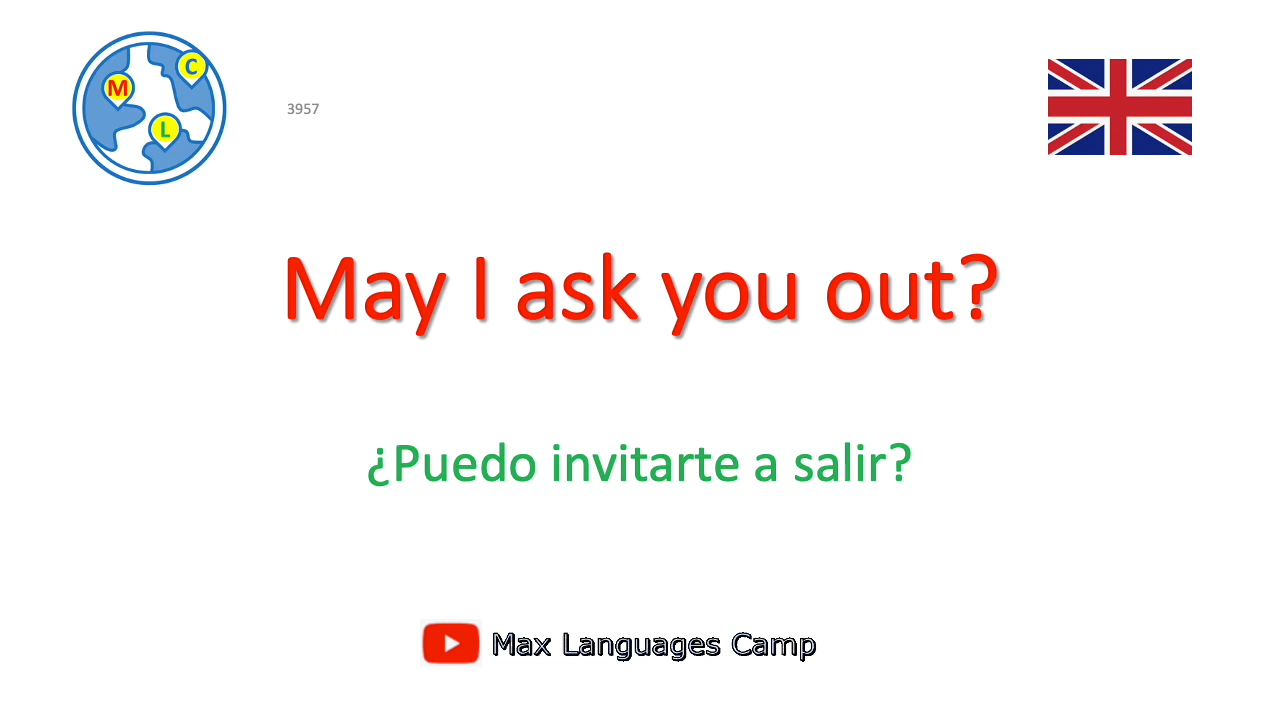 C
M
L
3957
May I ask you out?
¿Puedo invitarte a salir?
Max Languages Camp